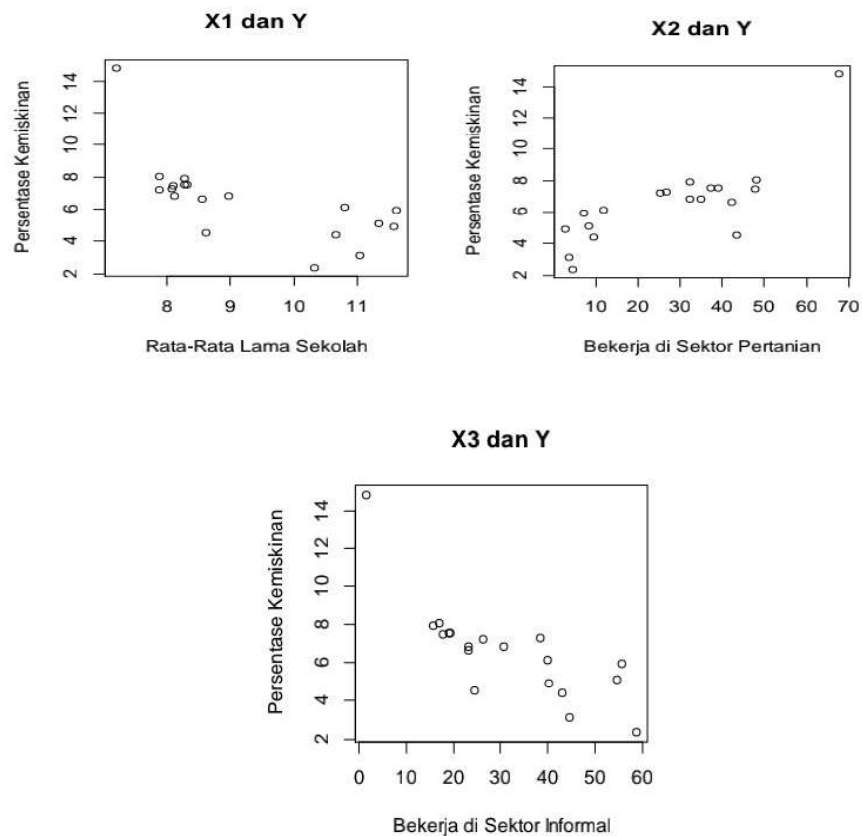 X1 dan Y
Persentase Kemiskinan
14
12
10
8
6
4
2
8 9 10 11
Rata-Rata Lama Sekolah
X2 dan Y
Persentase Kemiskinan
14
12
10
8
6
4
2
10 20 30 40 50 60 70
Bekerja di Sektor Pertanian
X3 dan Y
Persentase Kemiskinan
14
12
10
8
6
4
2
0 10 20 30 40 50 60
Bekerja di Sektor Informal